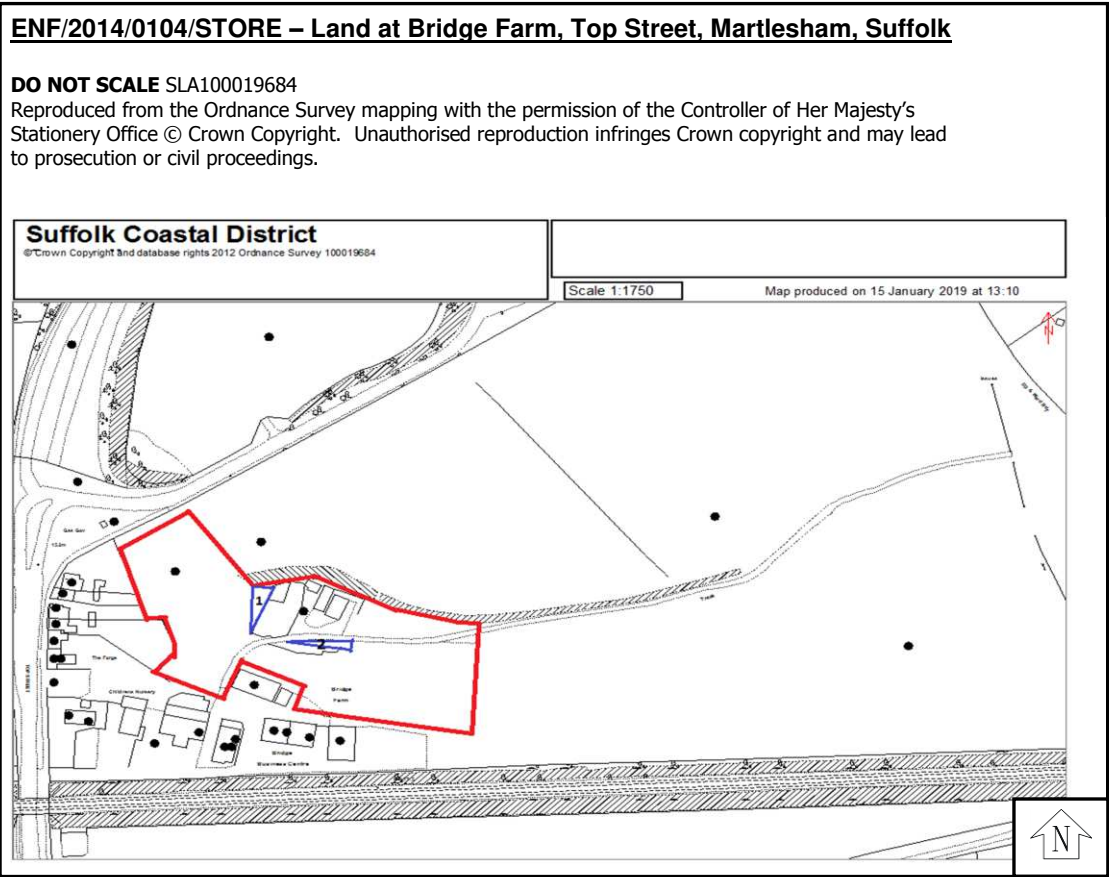 ENF/2014/0104/STORE – Land at Bridge Farm, Top Street, Martlesham, Suffolk
DO NOT SCALE SLA100019684
Reproduced from the Ordnance Survey mapping with the permission of the Controller of Her Majesty's
Stationery Office © Crown Copyright. Unauthorised reproduction infringes Crown copyright and may lead
to prosecution or civil proceedings.
Suffolk Coastal District
© Crown Copyright and database rights 2012 Ordnance Survey 100019684
Scale 1:1750
Map produced on 15 January 2019 at 13:10
N
Gas Gov
1
Track
2
The Forge
TOP STREET
Childrens Nursery
Bridge
Farm
Bridge
Business Centre
N